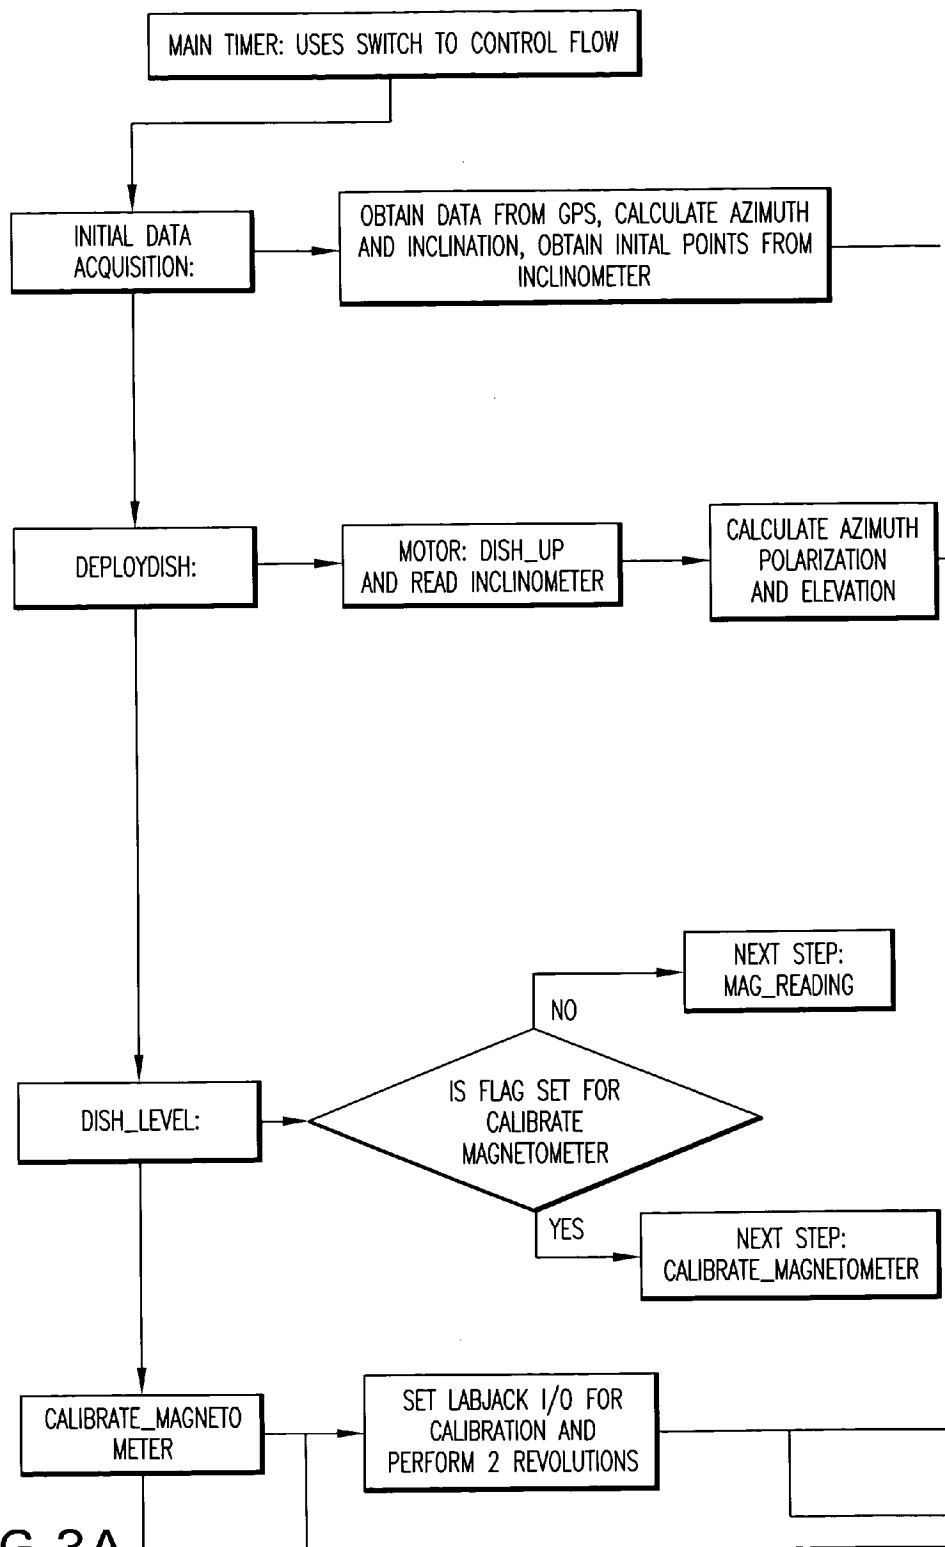 MAIN TIMER: USES SWITCH TO CONTROL FLOW
INITIAL DATA
ACQUISITION:
OBTAIN DATA FROM GPS, CALCULATE AZIMUTH
AND INCLINATION, OBTAIN INITAL POINTS FROM
INCLINOMETER
DEPLOYDISH:
MOTOR: DISH_UP
AND READ INCLINOMETER
CALCULATE AZIMUTH
POLARIZATION
AND ELEVATION
NEXT STEP:
MAG_READING
NO
DISH_LEVEL:
IS FLAG SET FOR
CALIBRATE
MAGNETOMETER
YES
NEXT STEP:
CALIBRATE_MAGNETOMETER
CALIBRATE_MAGNETO
METER
SET LABJACK I/O FOR
CALIBRATION AND
PERFORM 2 REVOLUTIONS
G 3A